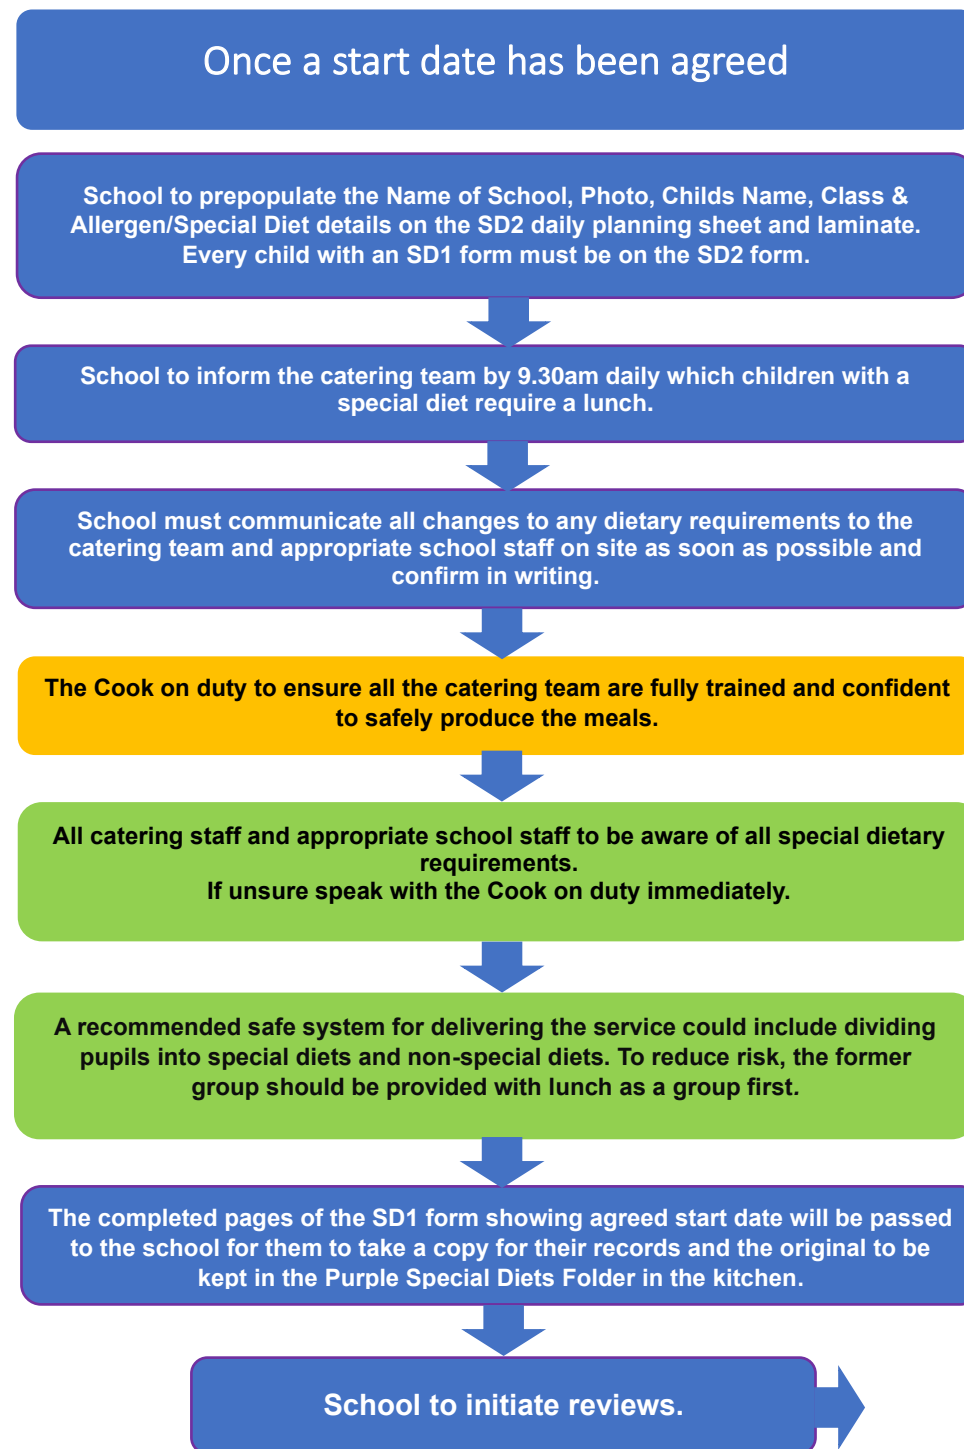 Once a start date has been agreed
School to prepopulate the Name of School, Photo, Childs Name, Class &
Allergen/Special Diet details on the SD2 daily planning sheet and laminate.
Every child with an SD1 form must be on the SD2 form.
School to inform the catering team by 9.30am daily which children with a
special diet require a lunch.
School must communicate all changes to any dietary requirements to the
catering team and appropriate school staff on site as soon as possible and
confirm in writing.
The Cook on duty to ensure all the catering team are fully trained and confident
to safely produce the meals.
All catering staff and appropriate school staff to be aware of all special dietary
requirements.
If unsure speak with the Cook on duty immediately.
A recommended safe system for delivering the service could include dividing
pupils into special diets and non-special diets. To reduce risk, the former
group should be provided with lunch as a group first.
The completed pages of the SD1 form showing agreed start date will be passed
to the school for them to take a copy for their records and the original to be
kept in the Purple Special Diets Folder in the kitchen.
School to initiate reviews.